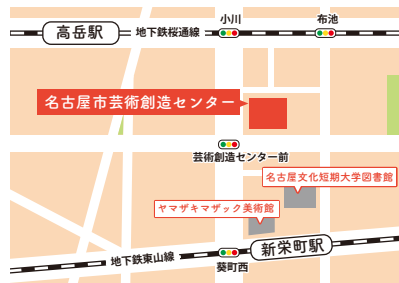 小川
布池
高岳駅
地下鉄桜通線
名古屋市芸術創造センター
芸術創造センター前
名古屋文化短期大学図書館
ヤマザキマザック美術館
新栄町駅
地下鉄東山線
葵町西